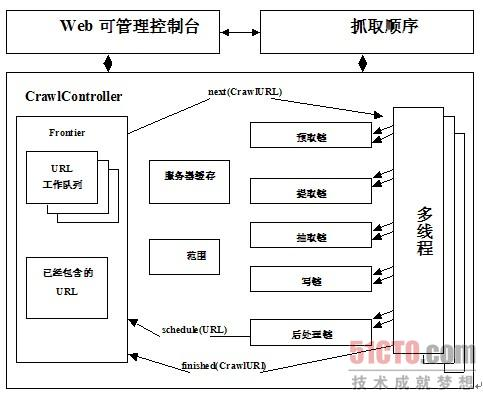 Web 可管理控制台
抓取顺序
CrawlController
next(CrawlURL)
Frontier
URL
工作队列
服务器缓存
预取链
提取链
多线程
抽取链
范围
已经包含的
URL
写链
schedule(URL)
后处理链
finished(CrawlURI)
51CTO.com
技术成就梦想